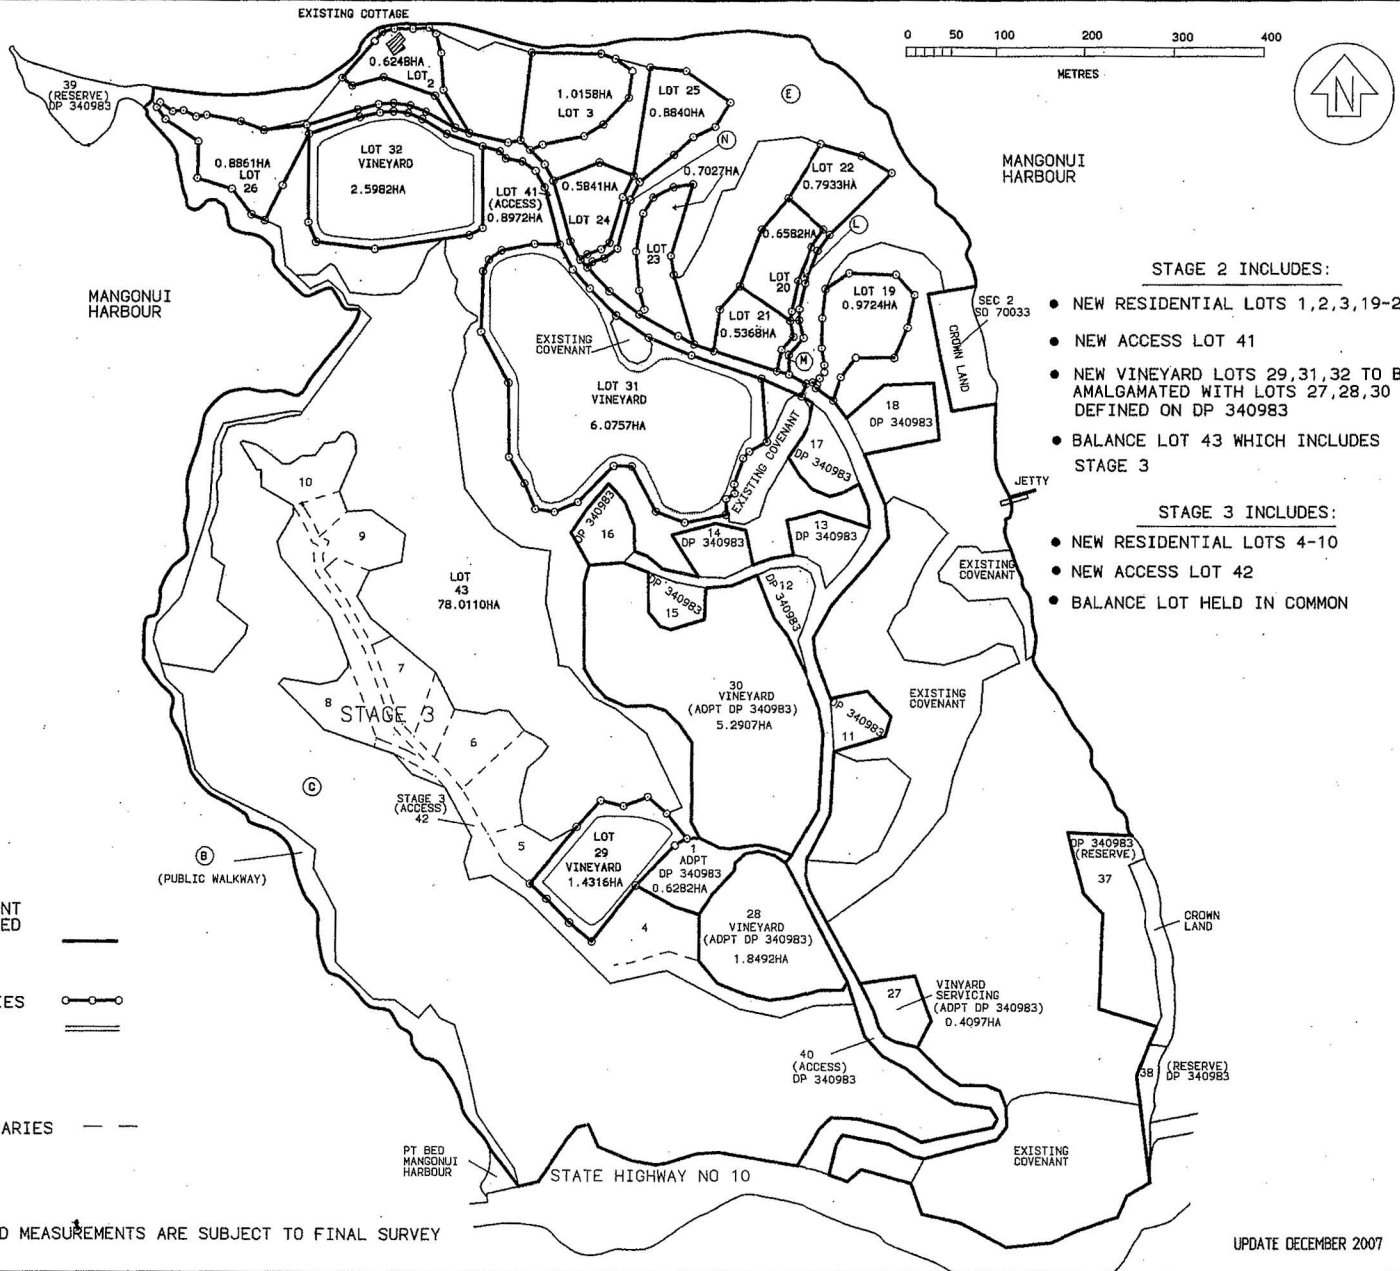 EXISTING COTTAGE
0 50 100 200 300 400
METRES
N
39
(RESERVE)
DP 340983
0.6248HA
LOT
2
1.0158HA
LOT 3
LOT 25
0.8840HA
E
N
MANGONUI
HARBOUR
0.8861HA
LOT
26
LOT 32
VINEYARD
2.5982HA
LOT 41
(ACCESS)
0.8972HA
0.5841HA
LOT 24
0.7027HA
LOT
23
LOT 22
0.7933HA
0.6582HA
LOT
20
L
LOT 19
0.9724HA
LOT 21
0.5368HA
M
SEC 2
SO 70033
CROWN LAND
MANGONUI
HARBOUR
EXISTING
COVENANT
LOT 31
VINEYARD
6.0757HA
EXISTING COVENANT
18
DP 340983
17
DP 340983
STAGE 2 INCLUDES:
● NEW RESIDENTIAL LOTS 1,2,3,19-2
● NEW ACCESS LOT 41
● NEW VINEYARD LOTS 29,31,32 TO B
AMALGAMATED WITH LOTS 27,28,30
DEFINED ON DP 340983
● BALANCE LOT 43 WHICH INCLUDES
STAGE 3
JETTY
STAGE 3 INCLUDES:
● NEW RESIDENTIAL LOTS 4-10
● NEW ACCESS LOT 42
● BALANCE LOT HELD IN COMMON
10
9
DP 340983
16
14
DP 340983
13
DP 340983
EXISTING
COVENANT
LOT
43
78.0110HA
DP 340983
15
DP 12
340983
7
8
STAGE 3
6
30
VINEYARD
(ADPT DP 340983)
5.2907HA
EXISTING
COVENANT
DP 340983
11
C
STAGE 3
(ACCESS)
42
5
LOT
29
VINEYARD
1.4316HA
1
ADPT
DP 340983
0.6282HA
DP 340983
(RESERVE)
37
B
(PUBLIC WALKWAY)
NT
ED
4
28
VINEYARD
(ADPT DP 340983)
1.8492HA
CROWN
LAND
IES
27
VINYARD
SERVICING
(ADPT DP 340983)
0.4097HA
40
(ACCESS)
DP 340983
38
(RESERVE)
DP 340983
ARIES
PT BED
MANGONUI
HARBOUR
STATE HIGHWAY NO 10
EXISTING
COVENANT
D MEASUREMENTS ARE SUBJECT TO FINAL SURVEY
UPDATE DECEMBER 2007